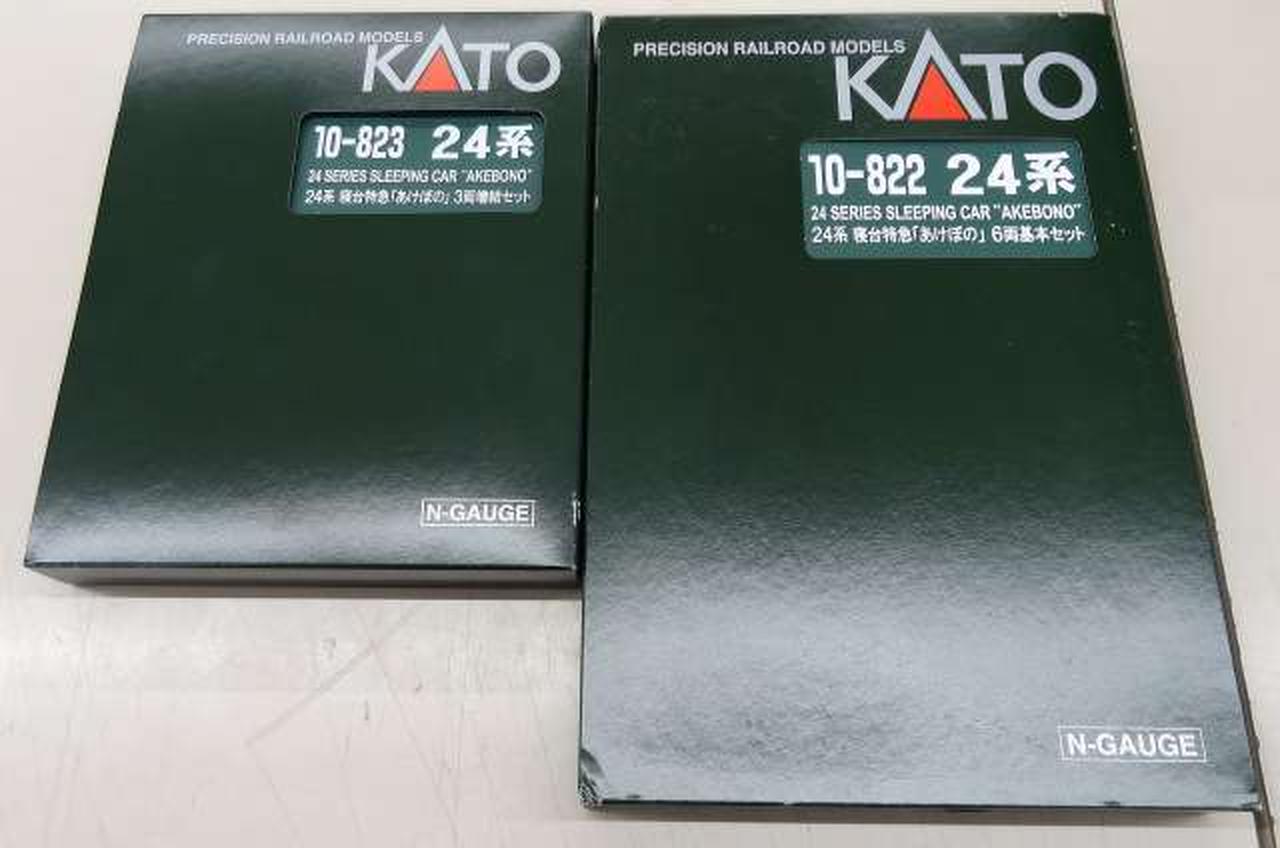 PRECISION RAILROAD MODELS
KATO
10-823 24系
24 SERIES SLEEPING CAR "AKEBONO"
24系 寝台特急「あけぼの」 3両増結セット
N-GAUGE
PRECISION RAILROAD MODELS
KATO
10-822 24系
24 SERIES SLEEPING CAR "AKEBONO"
24系 寝台特急「あけぼの」 6両基本セット
N-GAUGE